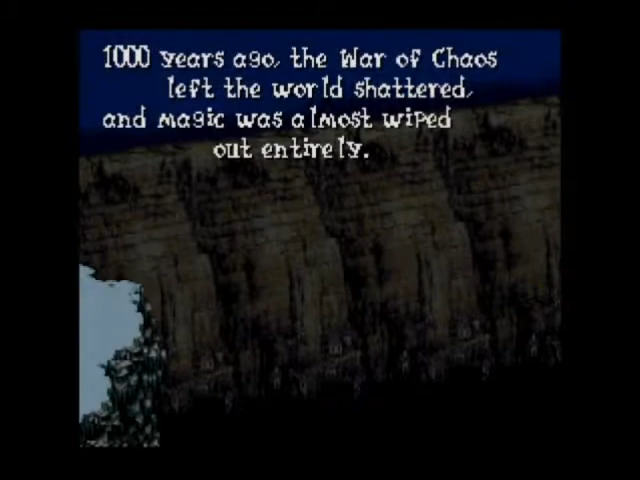 1000 years ago, the War of Chaos
left the world shattered,
and magic was almost wiped
out entirely.